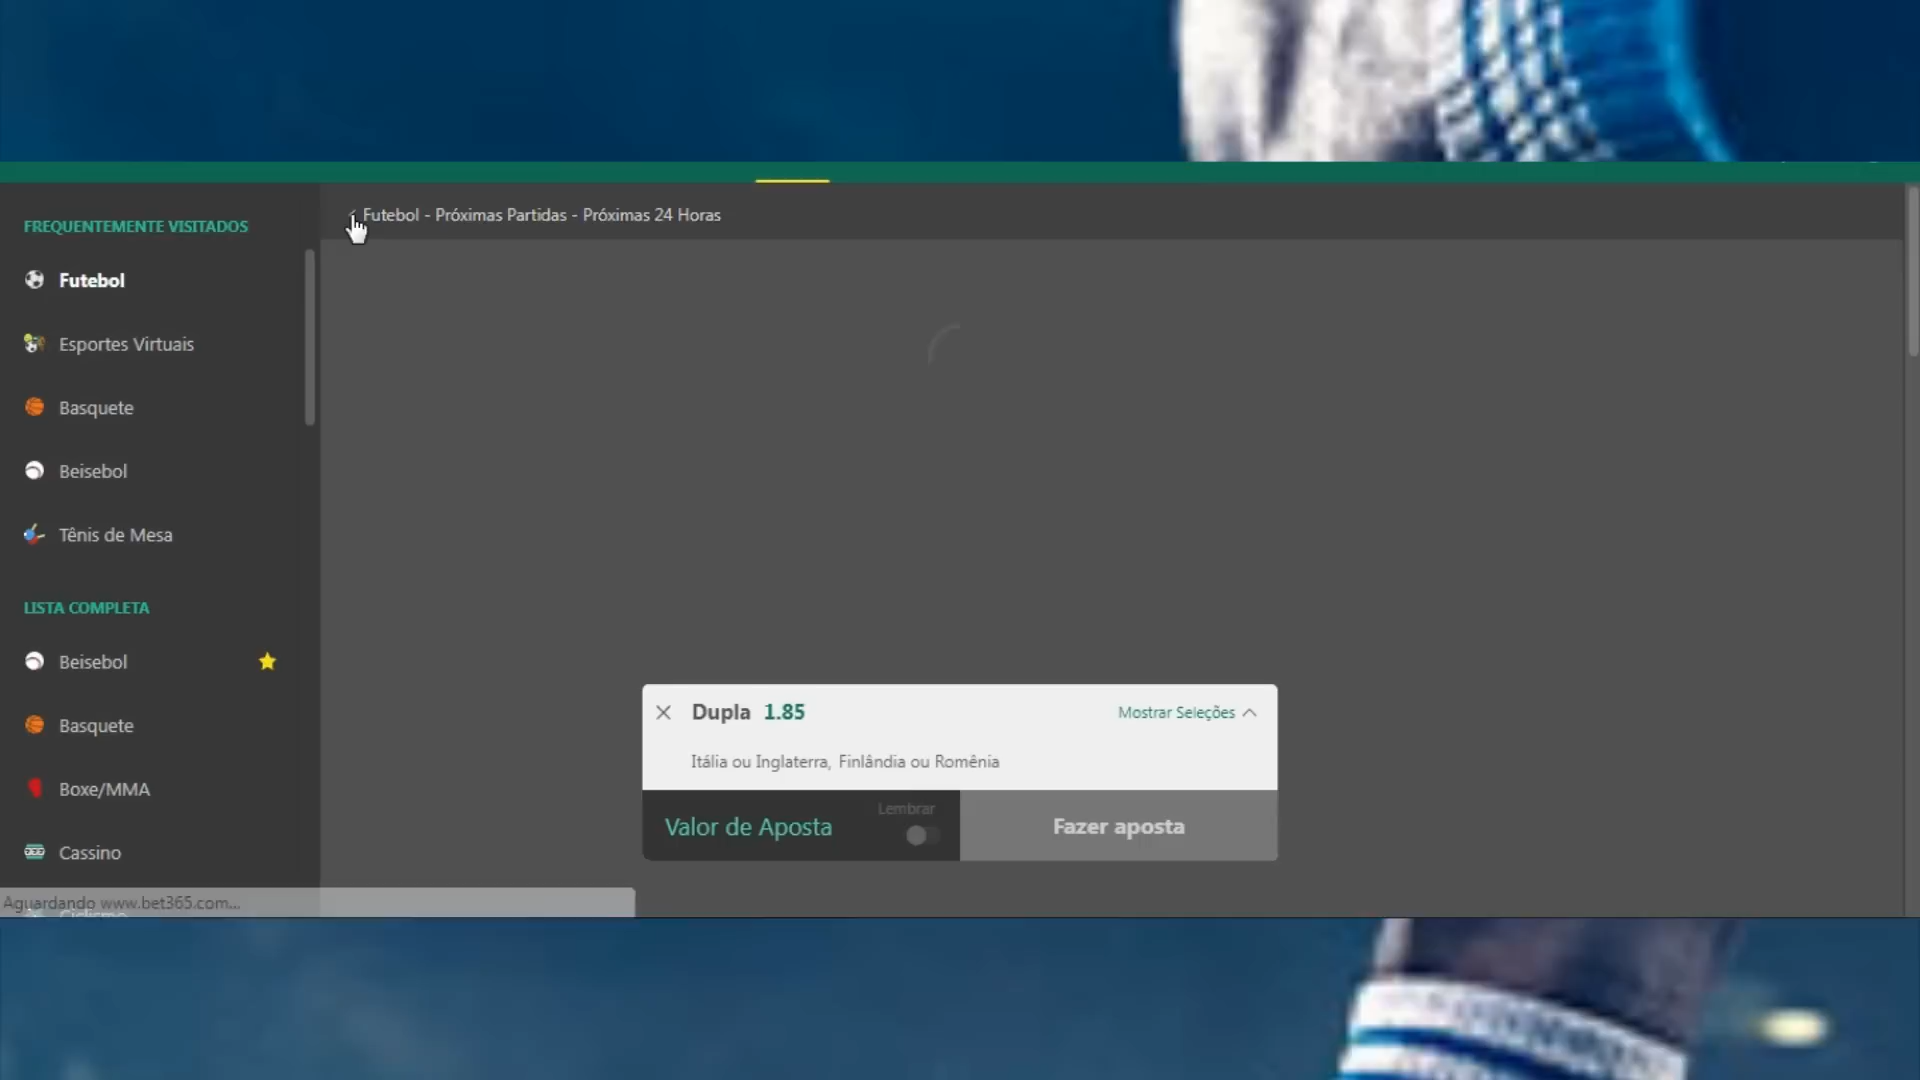 Futebol - Próximas Partidas - Próximas 24 Horas
FREQUENTEMENTE VISITADOS
Futebol
Esportes Virtuais
Basquete
Beisebol
Tênis de Mesa
LISTA COMPLETA
Beisebol
Basquete
Boxe/MMA
Cassino
Ciclismo
Aguardando www.bet365.com...
Dupla 1.85
Mostrar Seleções
Itália ou Inglaterra, Finlândia ou Romênia
Valor de Aposta
Lembrar
Fazer aposta